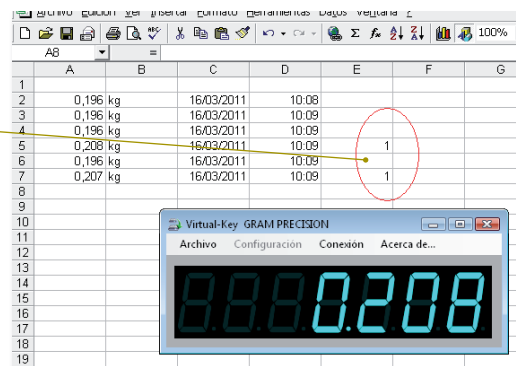 Archivo Edición Ver Insertar Formato Herramientas Datos Ventana ?
100%
A8 =
A B C D E F G
1
2 0,196 kg 16/03/2011 10:08
3 0,196 kg 16/03/2011 10:09
4 0,196 kg 16/03/2011 10:09
5 0,208 kg 16/03/2011 10:09 1
6 0,196 kg 16/03/2011 10:09
7 0,207 kg 16/03/2011 10:09 1
8
9
10
11
12
13
14
15
16
17
18
19
Virtual-Key GRAM PRECISION
Archivo Configuración Conexión Acerca de...
0.208